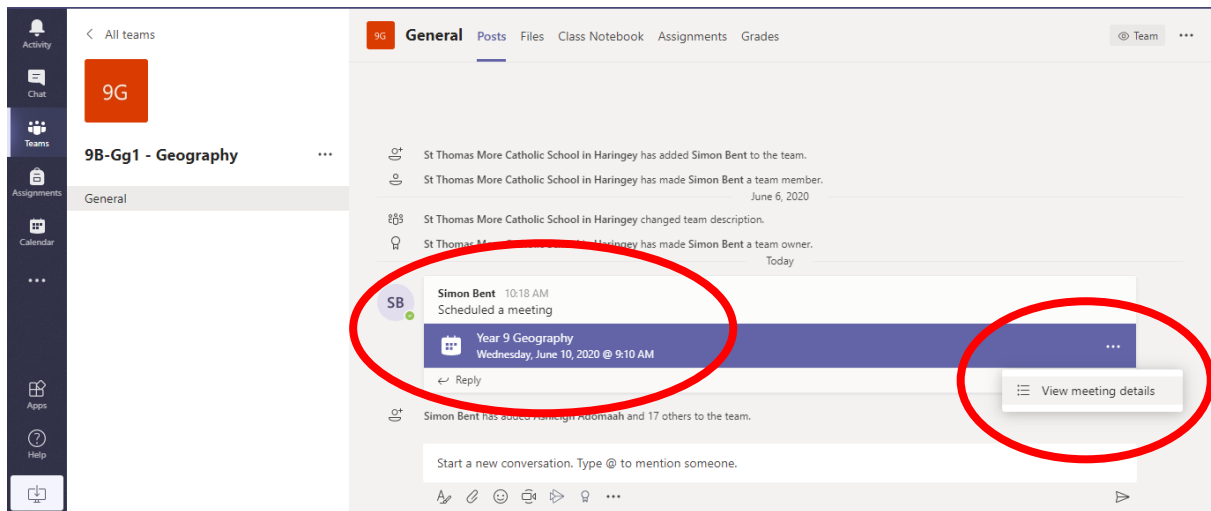 Activity
Chat
Teams
Assignments
Calendar
Apps
Help
All teams
9G
9B-Gg1 - Geography
General
9G General Posts Files Class Notebook Assignments Grades Team
St Thomas More Catholic School in Haringey has added Simon Bent to the team.
St Thomas More Catholic School in Haringey has made Simon Bent a team member.
June 6, 2020
St Thomas More Catholic School in Haringey changed team description.
St Thomas More Catholic School in Haringey has made Simon Bent a team owner.
Today
SB
Simon Bent 10:18 AM
Scheduled a meeting
Year 9 Geography
Wednesday, June 10, 2020 @ 9:10 AM
Reply
View meeting details
Simon Bent has added Ashleigh Adomaah and 17 others to the team.
Start a new conversation. Type @ to mention someone.